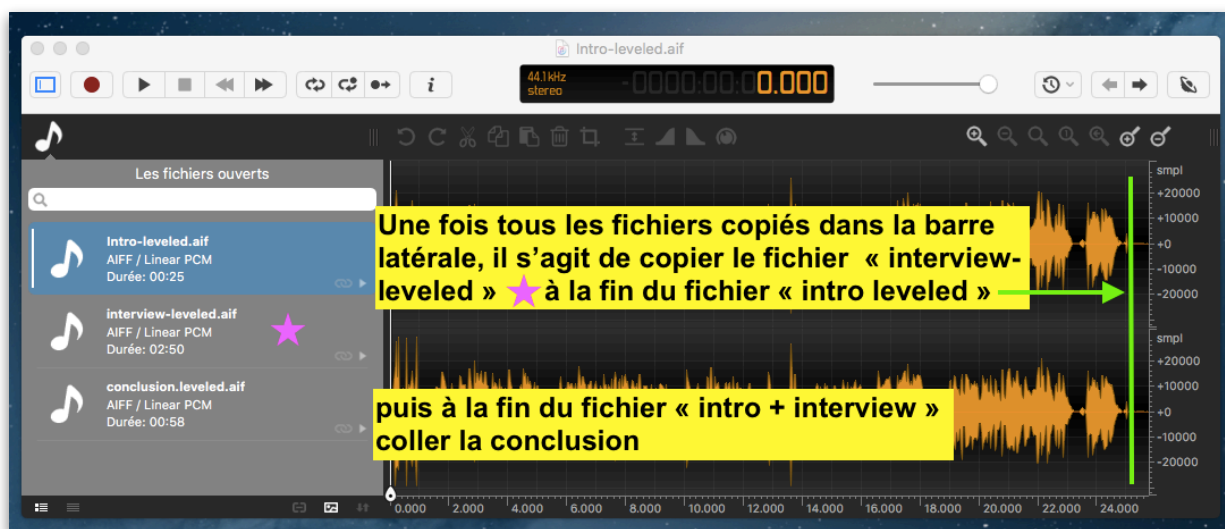 Intro-leveled.aif
i
44.1 kHz
stereo
-0000:00:00.000
Les fichiers ouverts
smpl
+20000
+10000
+0
-10000
-20000
Intro-leveled.aif
AIFF / Linear PCM
Durée: 00:25
interview-leveled.aif
AIFF / Linear PCM
Durée: 02:50
conclusion.leveled.aif
AIFF / Linear PCM
Durée: 00:58
Une fois tous les fichiers copiés dans la barre
latérale, il s’agit de copier le fichier « interview-
leveled » à la fin du fichier « intro leveled »
puis à la fin du fichier « intro + interview »
coller la conclusion
smpl
+20000
+10000
+0
-10000
-20000
0.000 2.000 4.000 6.000 8.000 10.000 12.000 14.000 16.000 18.000 20.000 22.000 24.000